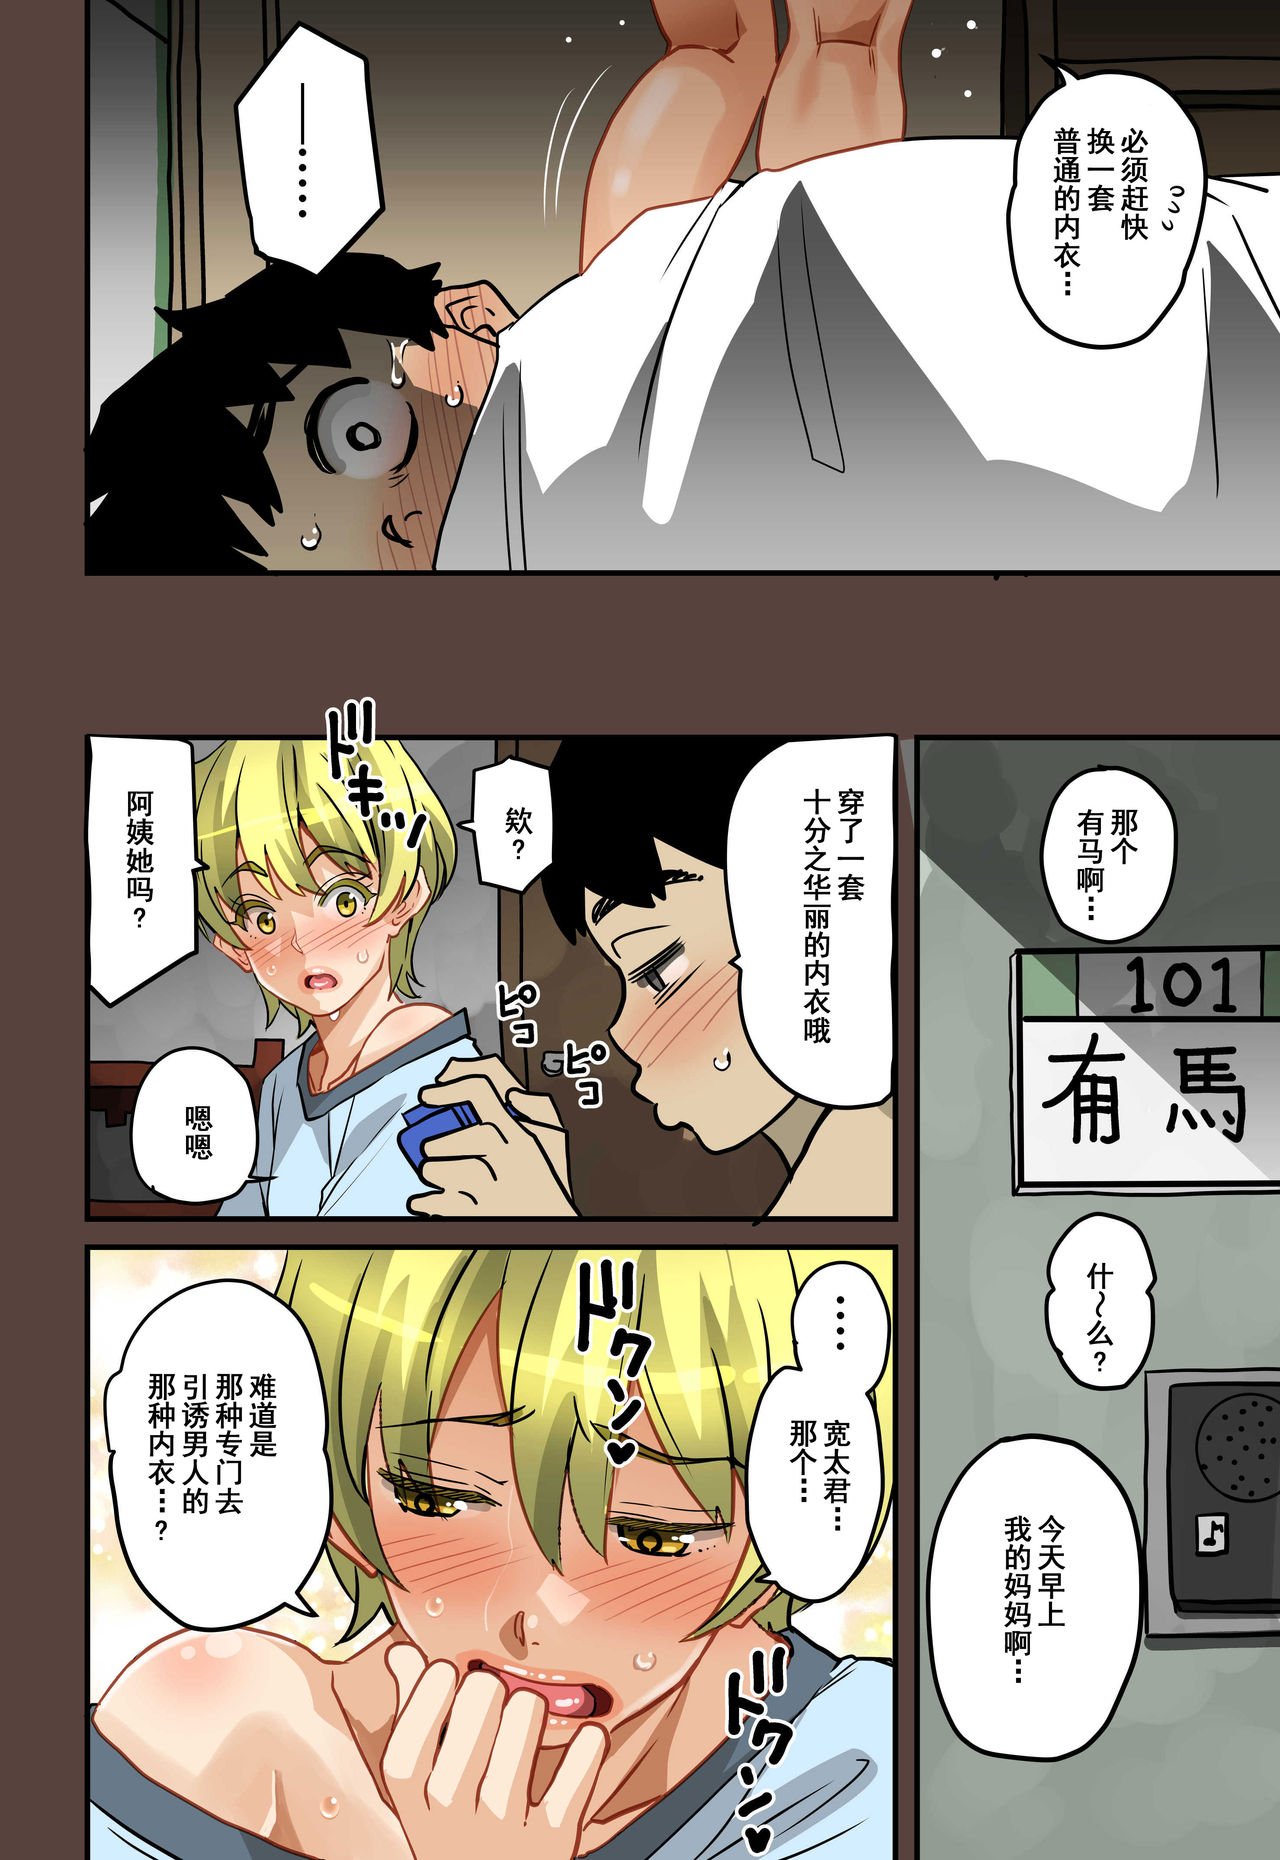 必须赶快
换一套
普通的内衣…
―……
那个
有马啊…
101
有馬
什～么？
今天早上
我的妈妈啊…
穿了一套
十分之华丽的内衣哦
欸？
ドキッ
阿姨她吗？
ピコ
ピコ
嗯嗯
…
宽太君…
那个…
ドクン♥
难道是
那种专门去
引诱男人的
那种内衣…？
ドクン♥
♪